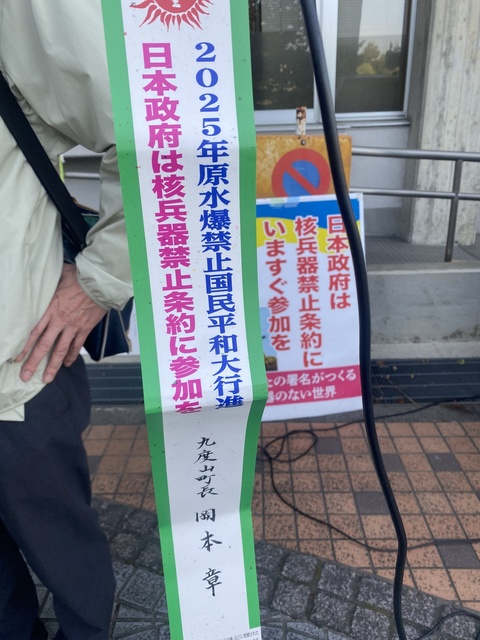 2025年原水爆禁止国民平和大行進
日本政府は核兵器禁止条約に参加を
九度山町長 岡本 章
日本政府は
核兵器禁止条約に
いますぐ参加を
の署名がつくる
のない世界